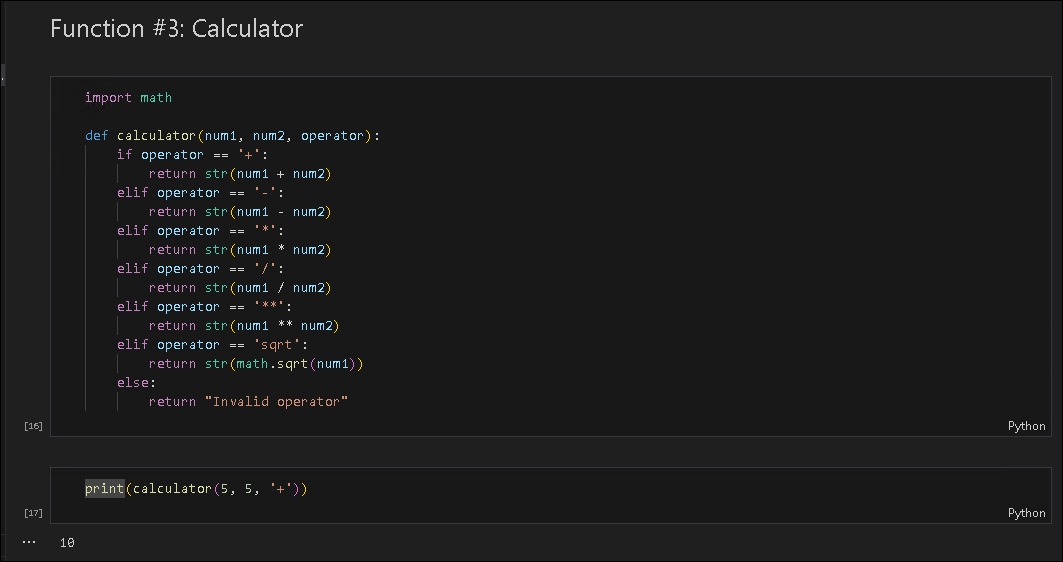 Function #3: Calculator
import math
def calculator(num1, num2, operator):
    if operator == '+':
        return str(num1 + num2)
    elif operator == '-':
        return str(num1 - num2)
    elif operator == '*':
        return str(num1 * num2)
    elif operator == '/':
        return str(num1 / num2)
    elif operator == '**':
        return str(num1 ** num2)
    elif operator == 'sqrt':
        return str(math.sqrt(num1))
    else:
        return "Invalid operator"
[16]
Python
print(calculator(5, 5, '+'))
[17]
Python
... 10